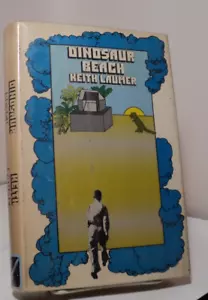 DINOSAUR
BEACH
KEITH LAUMER